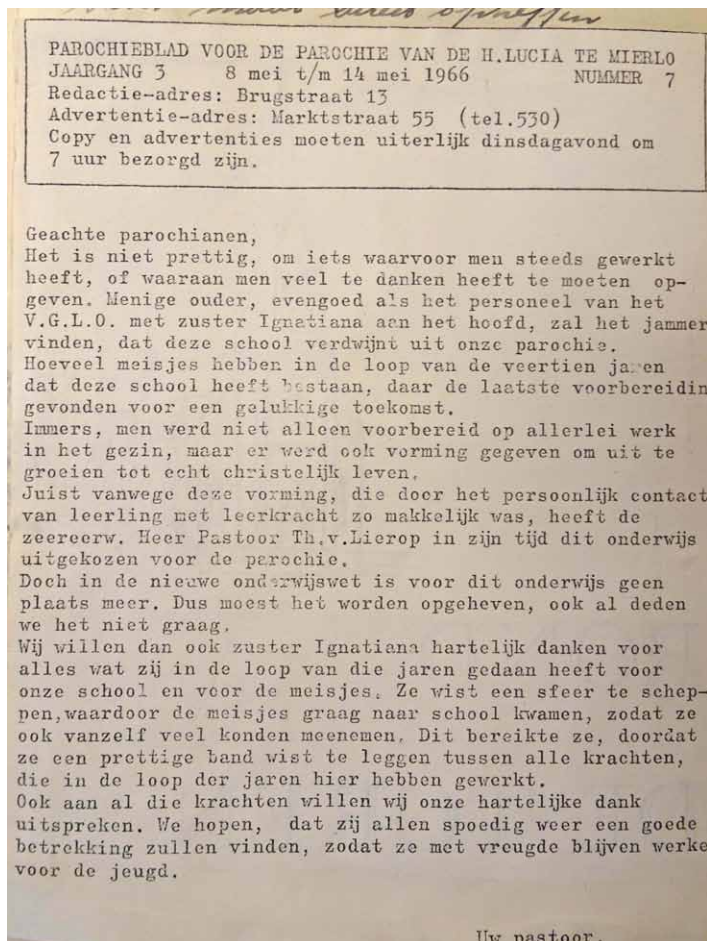 opheffen
PAROCHIEBLAD VOOR DE PAROCHIE VAN DE H.LUCIA TE MIERLO
JAARGANG 3 8 mei t/m 14 mei 1966 NUMMER 7
Redactie-adres: Brugstraat 13
Advertentie-adres: Marktstraat 55 (tel.530)
Copy en advertenties moeten uiterlijk dinsdagavond om
7 uur bezorgd zijn.
Geachte parochianen,
Het is niet prettig, om iets waarvoor men steeds gewerkt
heeft, of waaraan men veel te danken heeft te moeten op-
geven. Menige ouder, evengoed als het personeel van het
V.G.L.O. met zuster Ignatiana aan het hoofd, zal het jammer
vinden, dat deze school verdwijnt uit onze parochie.
Hoeveel meisjes hebben in de loop van de veertien jaren
dat deze school heeft bestaan, daar de laatste voorbereidin
gevonden voor een gelukkige toekomst.
Immers, men werd niet alleen voorbereid op allerlei werk
in het gezin, maar er werd ook vorming gegeven om uit te
groeien tot echt christelijk leven.
Juist vanwege deze vorming, die door het persoonlijk contact
van leerling met leerkracht zo makkelijk was, heeft de
zeereerw. Heer Pastoor Th.v.Lierop in zijn tijd dit onderwijs
uitgekozen voor de parochie.
Doch in de nieuwe onderwijswet is voor dit onderwijs geen
plaats meer. Dus moest het worden opgeheven, ook al deden
we het niet graag.
Wij willen dan ook zuster Ignatiana hartelijk danken voor
alles wat zij in de loop van die jaren gedaan heeft voor
onze school en voor de meisjes. Ze wist een sfeer te schep-
pen,waardoor de meisjes graag naar school kwamen, zodat ze
ook vanzelf veel konden meenemen. Dit bereikte ze, doordat
ze een prettige band wist te leggen tussen alle krachten,
die in de loop der jaren hier hebben gewerkt.
Ook aan al die krachten willen wij onze hartelijke dank
uitspreken. We hopen, dat zij allen spoedig weer een goede
betrekking zullen vinden, zodat ze met vreugde blijven werke
voor de jeugd.
Uw pastoor.